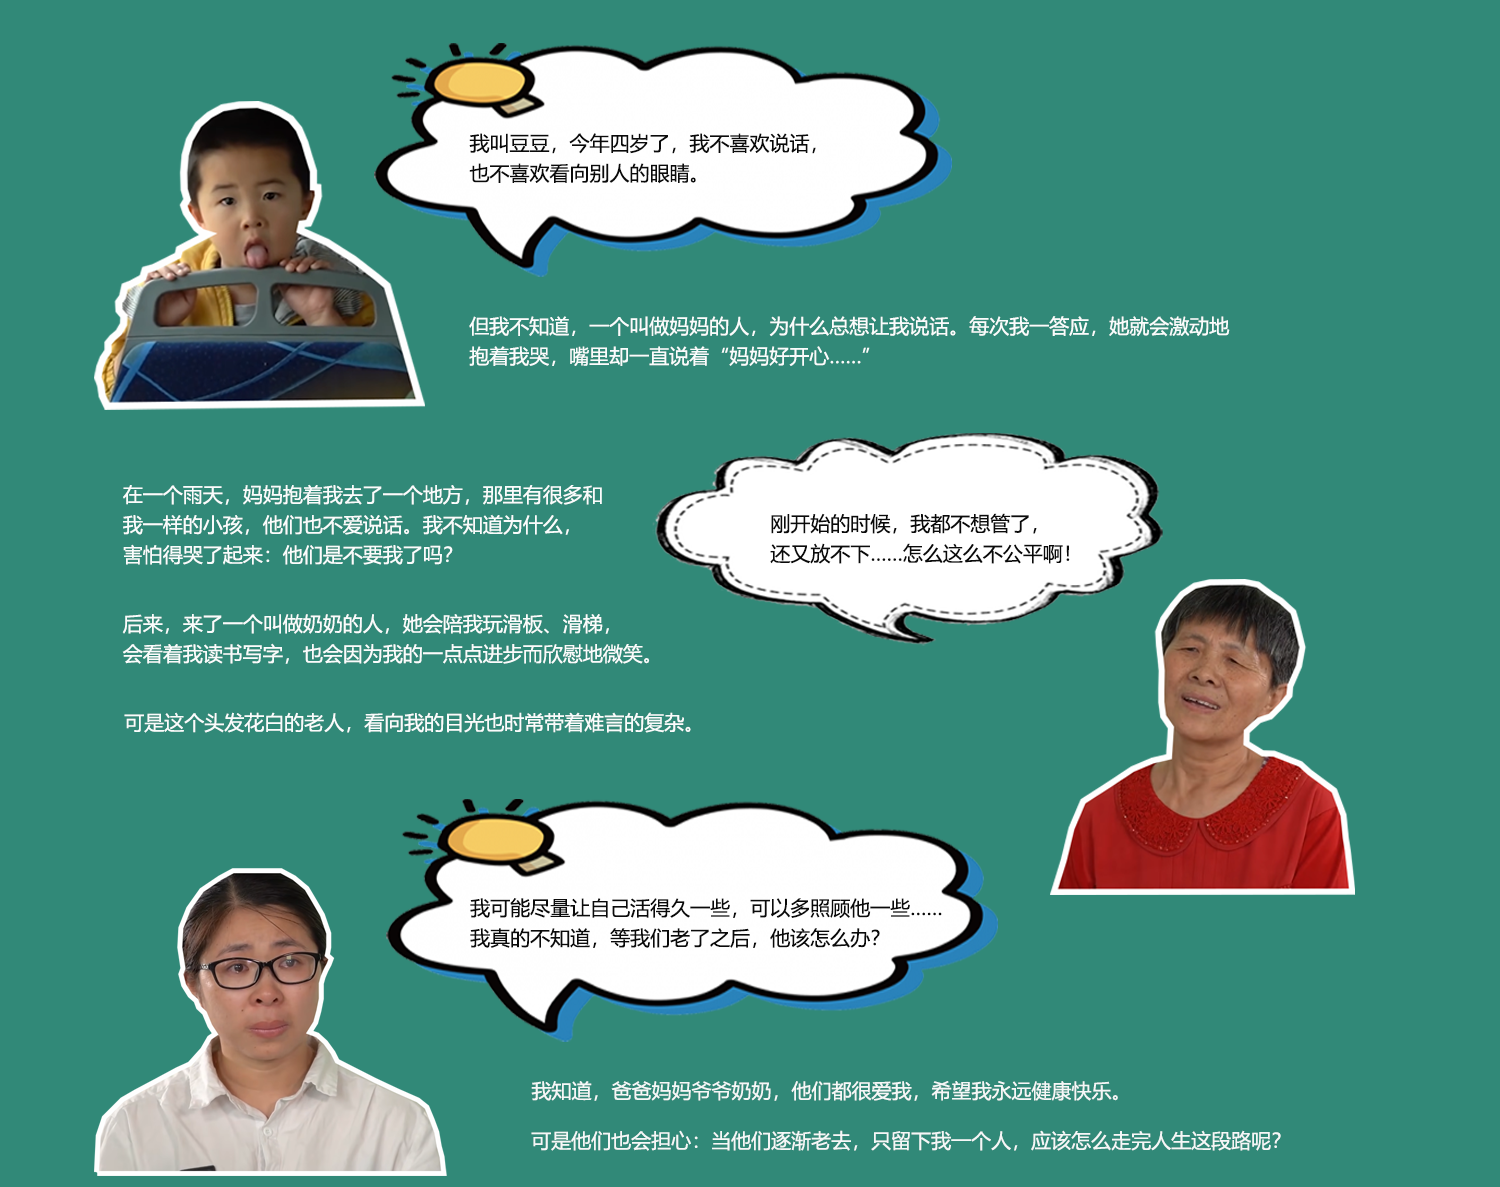 我叫豆豆，今年四岁了，我不喜欢说话，
也不喜欢看向别人的眼睛。
但我不知道，一个叫做妈妈的人，为什么总想让我说话。每次我一答应，她就会激动地
抱着我哭，嘴里却一直说着“妈妈好开心……”
在一个雨天，妈妈抱着我去了一个地方，那里有很多和
我一样的小孩，他们也不爱说话。我不知道为什么，
害怕得哭了起来：他们是不要我了吗？
刚开始的时候，我都不想管了，
还又放不下……怎么这么不公平啊！
后来，来了一个叫做奶奶的人，她会陪我玩滑板、滑梯，
会看着我读书写字，也会因为我的一点点进步而欣慰地微笑。
可是这个头发花白的老人，看向我的目光也时常带着难言的复杂。
我可能尽量让自己活得久一些，可以多照顾他一些……
我真的不知道，等我们老了之后，他该怎么办？
我知道，爸爸妈妈爷爷奶奶，他们都很爱我，希望我永远健康快乐。
可是他们也会担心：当他们逐渐老去，只留下我一个人，应该怎么走完人生这段路呢？